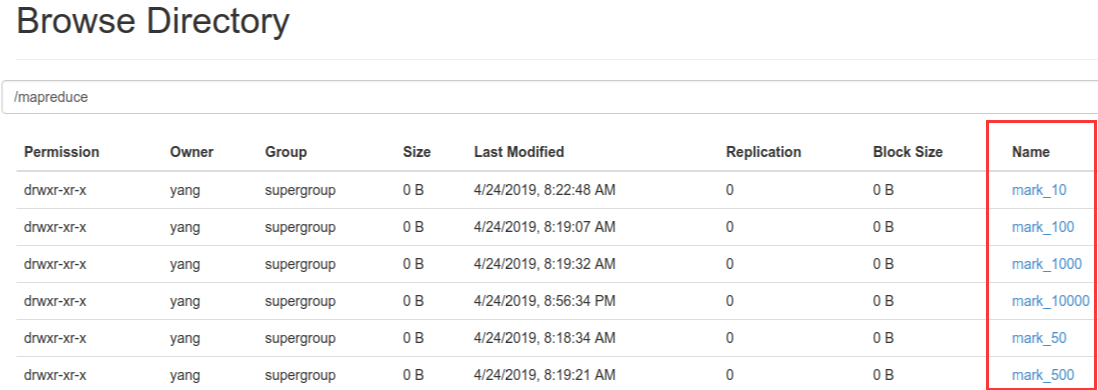 Browse Directory
/mapreduce
Permission Owner Group Size Last Modified Replication Block Size Name
drwxr-xr-x yang supergroup 0 B 4/24/2019, 8:22:48 AM 0 0 B mark_10
drwxr-xr-x yang supergroup 0 B 4/24/2019, 8:19:07 AM 0 0 B mark_100
drwxr-xr-x yang supergroup 0 B 4/24/2019, 8:19:32 AM 0 0 B mark_1000
drwxr-xr-x yang supergroup 0 B 4/24/2019, 8:56:34 PM 0 0 B mark_10000
drwxr-xr-x yang supergroup 0 B 4/24/2019, 8:18:34 AM 0 0 B mark_50
drwxr-xr-x yang supergroup 0 B 4/24/2019, 8:19:21 AM 0 0 B mark_500